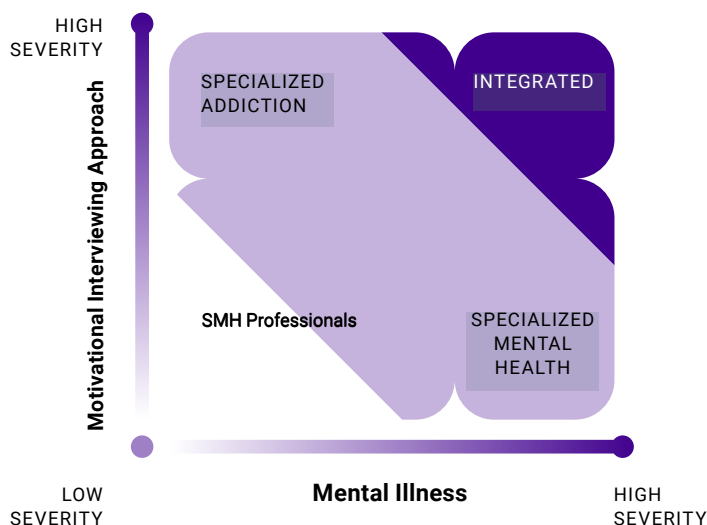 HIGH
SEVERITY
SPECIALIZED
ADDICTION
INTEGRATED
Motivational Interviewing Approach
SMH Professionals
SPECIALIZED
MENTAL
HEALTH
LOW
SEVERITY
Mental Illness
HIGH
SEVERITY